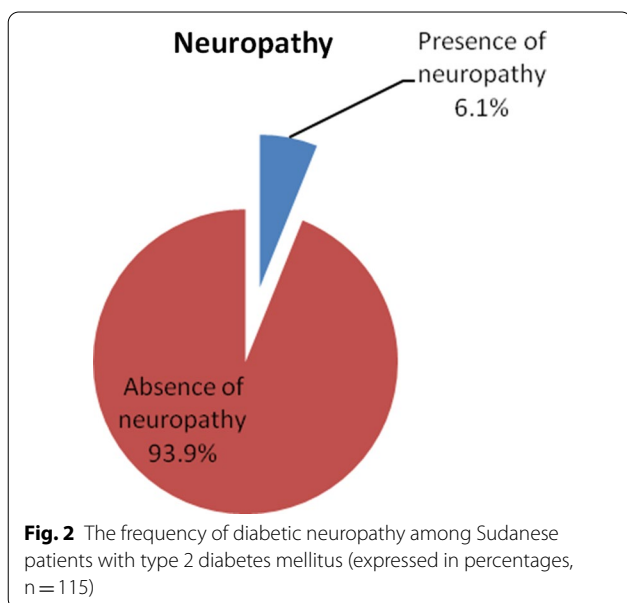 Neuropathy
Presence of
neuropathy
6.1%
Absence of
neuropathy
93.9%
Fig. 2 The frequency of diabetic neuropathy among Sudanese
patients with type 2 diabetes mellitus (expressed in percentages,
n = 115)